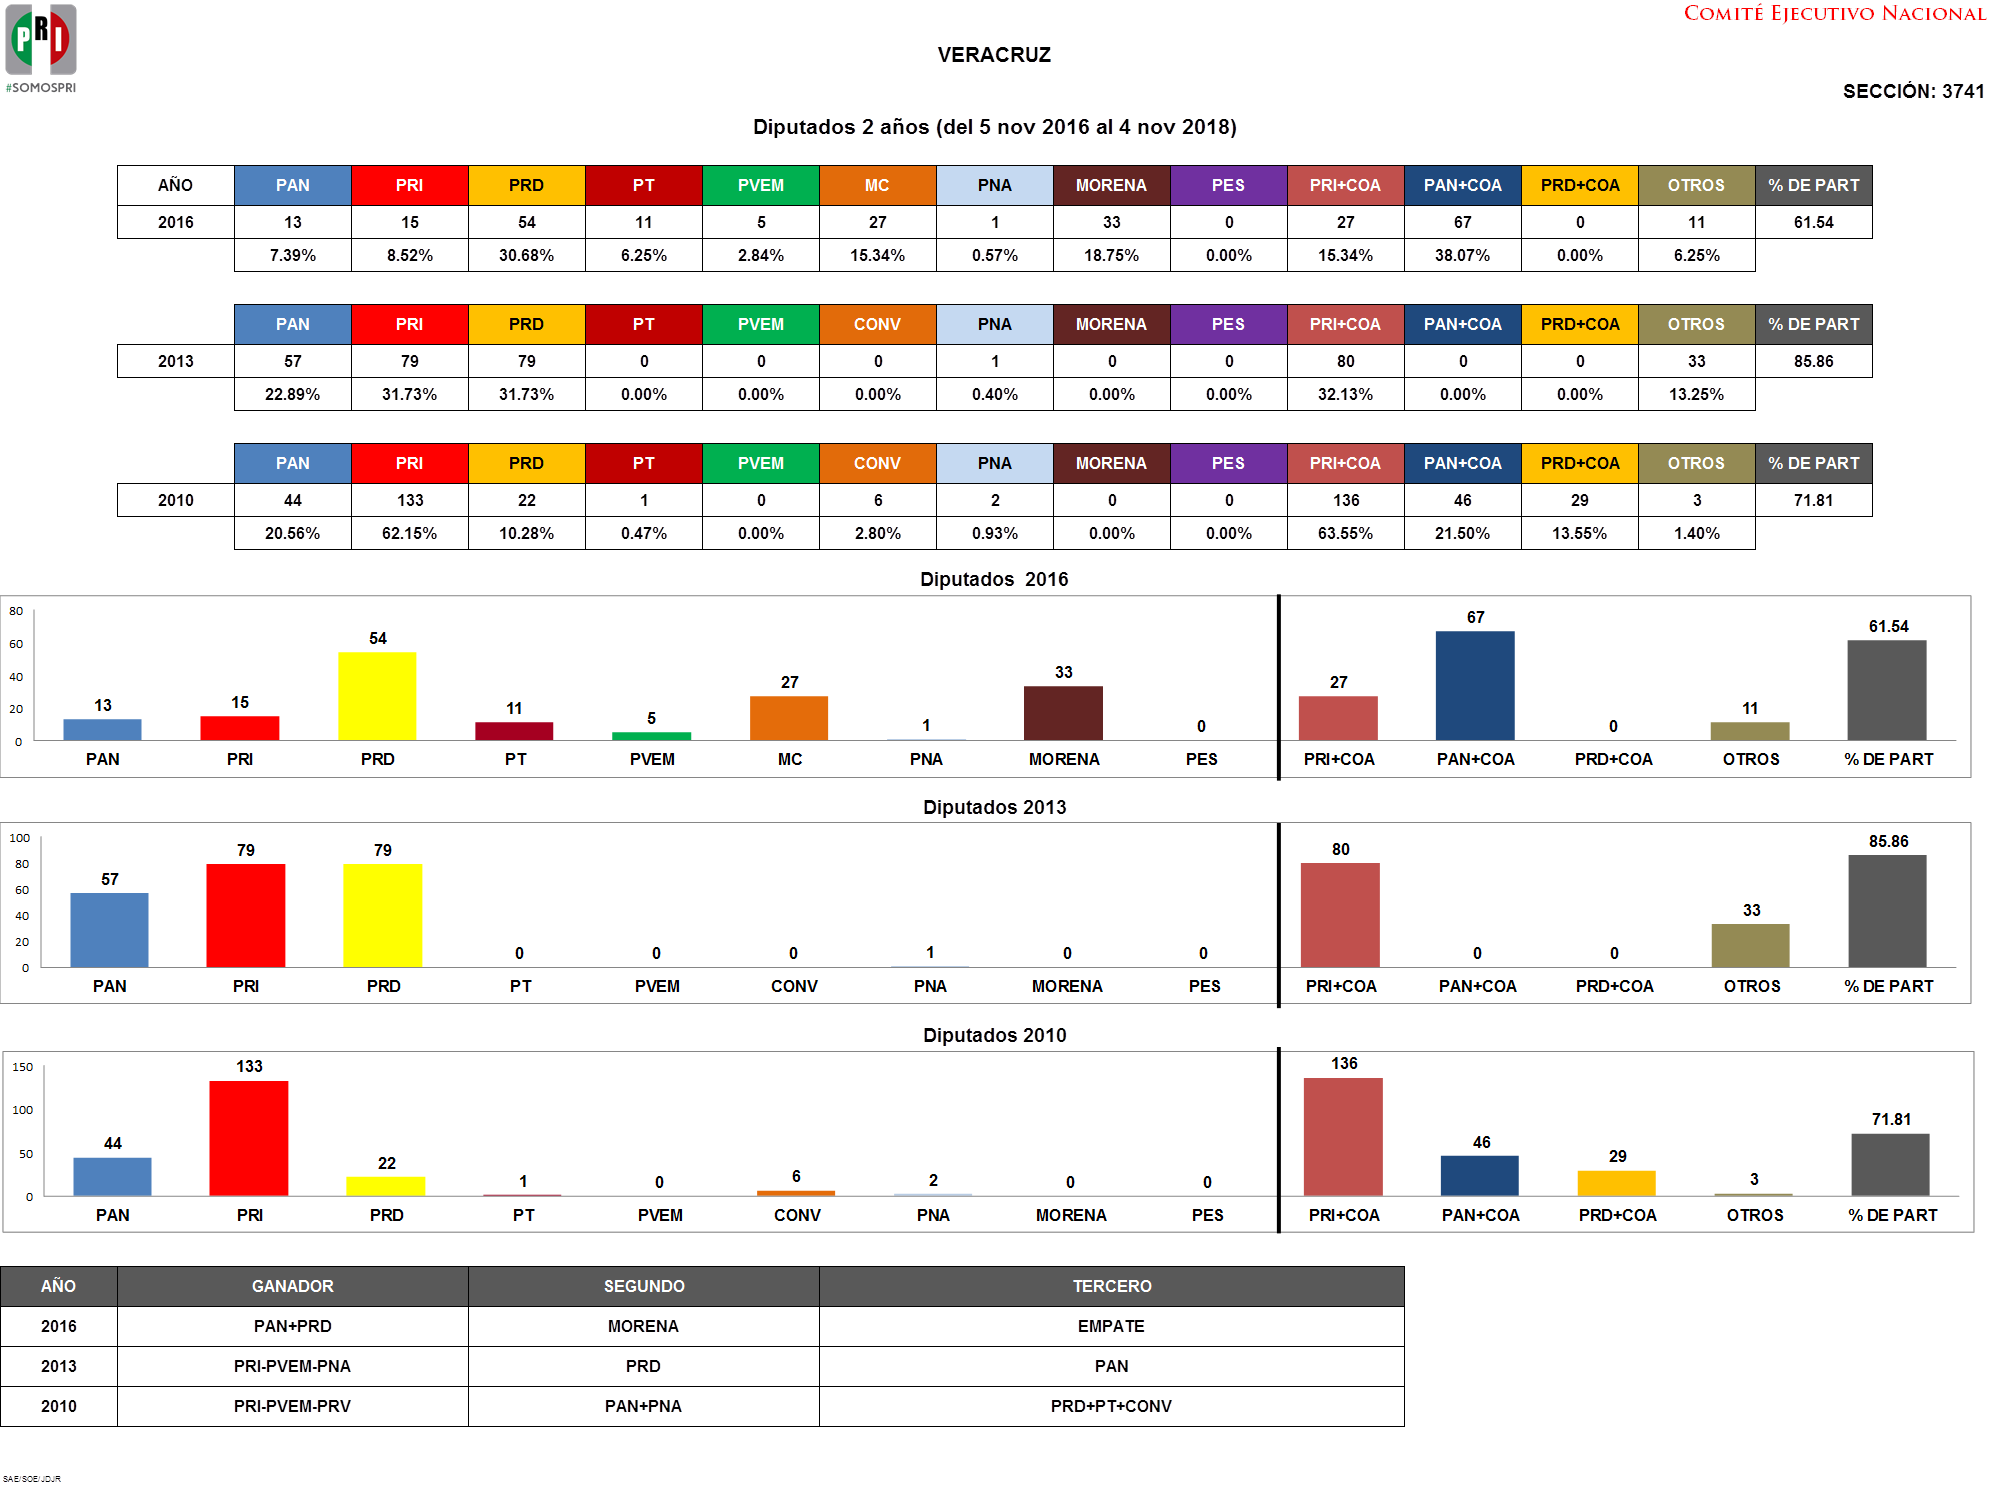 COMITÉ EJECUTIVO NACIONAL
PRI
#SOMOSPRI
VERACRUZ
SECCIÓN: 3741
Diputados 2 años (del 5 nov 2016 al 4 nov 2018)
AÑO PAN PRI PRD PT PVEM MC PNA MORENA PES PRI+COA PAN+COA PRD+COA OTROS % DE PART
2016 13 15 54 11 5 27 1 33 0 27 67 0 11 61.54
7.39% 8.52% 30.68% 6.25% 2.84% 15.34% 0.57% 18.75% 0.00% 15.34% 38.07% 0.00% 6.25%
PAN PRI PRD PT PVEM CONV PNA MORENA PES PRI+COA PAN+COA PRD+COA OTROS % DE PART
2013 57 79 79 0 0 0 1 0 0 80 0 0 33 85.86
22.89% 31.73% 31.73% 0.00% 0.00% 0.00% 0.40% 0.00% 0.00% 32.13% 0.00% 0.00% 13.25%
PAN PRI PRD PT PVEM CONV PNA MORENA PES PRI+COA PAN+COA PRD+COA OTROS % DE PART
2010 44 133 22 1 0 6 2 0 0 136 46 29 3 71.81
20.56% 62.15% 10.28% 0.47% 0.00% 2.80% 0.93% 0.00% 0.00% 63.55% 21.50% 13.55% 1.40%
Diputados 2016
80
60
40
20
0
13 15 54 11 5 27 1 33 0 27 67 0 11 61.54
PAN PRI PRD PT PVEM MC PNA MORENA PES PRI+COA PAN+COA PRD+COA OTROS % DE PART
Diputados 2013
100
80
60
40
20
0
57 79 79 0 0 0 1 0 0 80 0 0 33 85.86
PAN PRI PRD PT PVEM CONV PNA MORENA PES PRI+COA PAN+COA PRD+COA OTROS % DE PART
Diputados 2010
150
100
50
0
44 133 22 1 0 6 2 0 0 136 46 29 3 71.81
PAN PRI PRD PT PVEM CONV PNA MORENA PES PRI+COA PAN+COA PRD+COA OTROS % DE PART
AÑO GANADOR SEGUNDO TERCERO
2016 PAN+PRD MORENA EMPATE
2013 PRI-PVEM-PNA PRD PAN
2010 PRI-PVEM-PRV PAN+PNA PRD+PT+CONV
SAE/SOE/JDJR